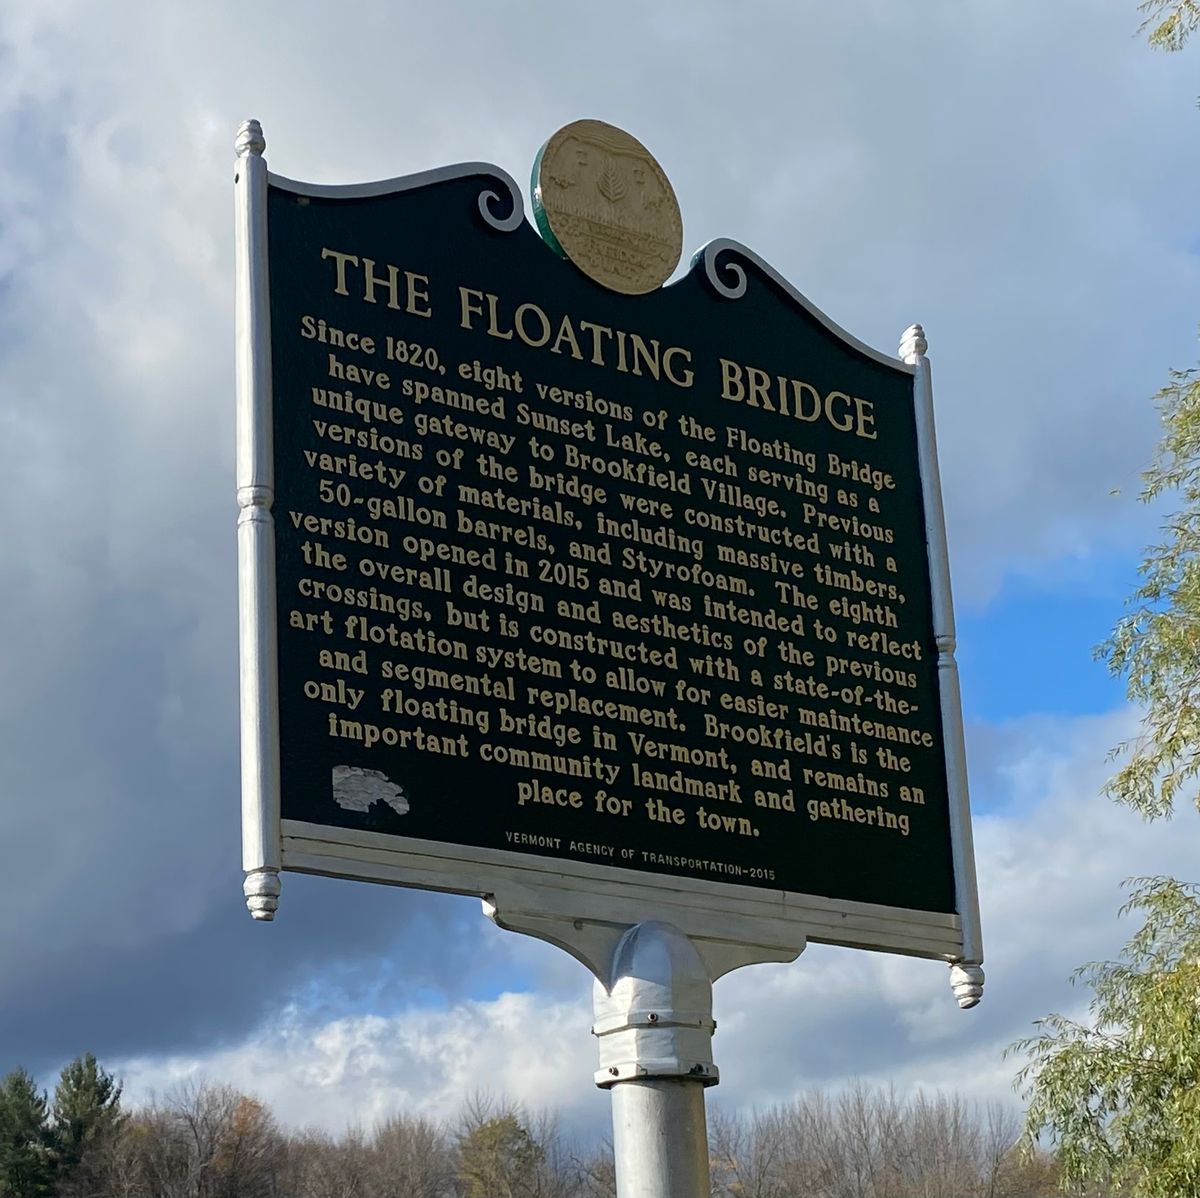 THE FLOATING BRIDGE
Since 1820, eight versions of the Floating Bridge
have spanned Sunset Lake, each serving as a
unique gateway to Brookfield Village. Previous
versions of the bridge were constructed with a
variety of materials, including massive timbers,
50-gallon barrels, and Styrofoam. The eighth
version opened in 2015 and was intended to reflect
the overall design and aesthetics of the previous
crossings, but is constructed with a state-of-the-
art flotation system to allow for easier maintenance
and segmental replacement. Brookfield's is the
only floating bridge in Vermont, and remains an
important community landmark and gathering
place for the town.
VERMONT AGENCY OF TRANSPORTATION-2015